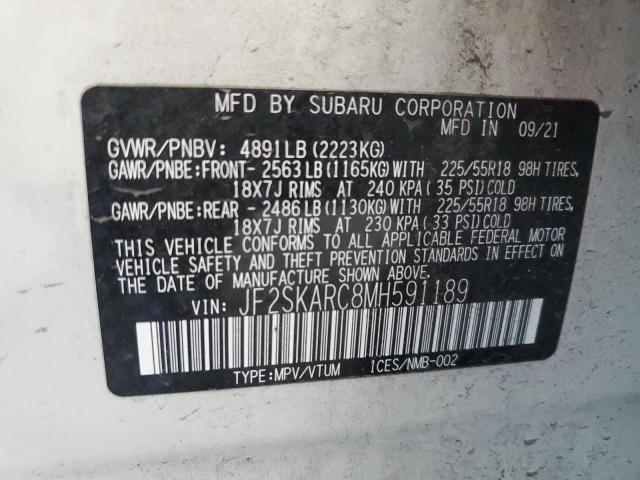 MFD BY SUBARU CORPORATION
MFD IN 09/21
GVWR/PNBV: 4891LB (2223KG)
GAWR/PNBE:FRONT- 2563LB (1165KG) WITH 225/55R18 98H TIRES,
18X7J RIMS AT 240 KPA ( 35 PSI) COLD
GAWR/PNBE:REAR - 2486LB (1130KG) WITH 225/55R18 98H TIRES,
18X7J RIMS AT 230 KPA ( 33 PSI) COLD
THIS VEHICLE CONFORMS TO ALL APPLICABLE FEDERAL MOTOR
VEHICLE SAFETY AND THEFT PREVENTION STANDARDS IN EFFECT ON
THE DATE OF MANUFACTURE SHOWN ABOVE.
VIN: JF2SKARC8MH591189
TYPE:MPV/VTUM ICES/NMB-002